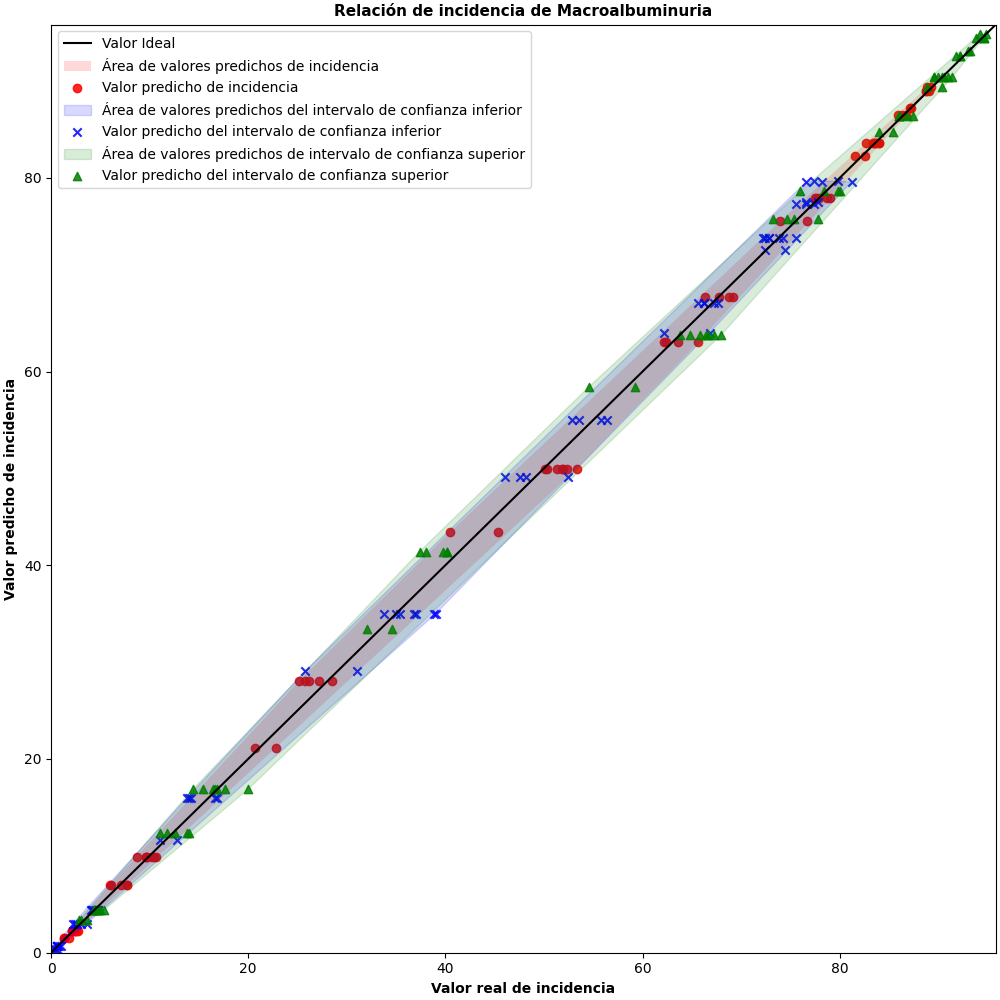 Relación de incidencia de Macroalbuminuria
Valor Ideal
Área de valores predichos de incidencia
Valor predicho de incidencia
Área de valores predichos del intervalo de confianza inferior
Valor predicho del intervalo de confianza inferior
Área de valores predichos de intervalo de confianza superior
Valor predicho del intervalo de confianza superior
Valor predicho de incidencia
80
60
40
20
0
0 20 40 60 80
Valor real de incidencia